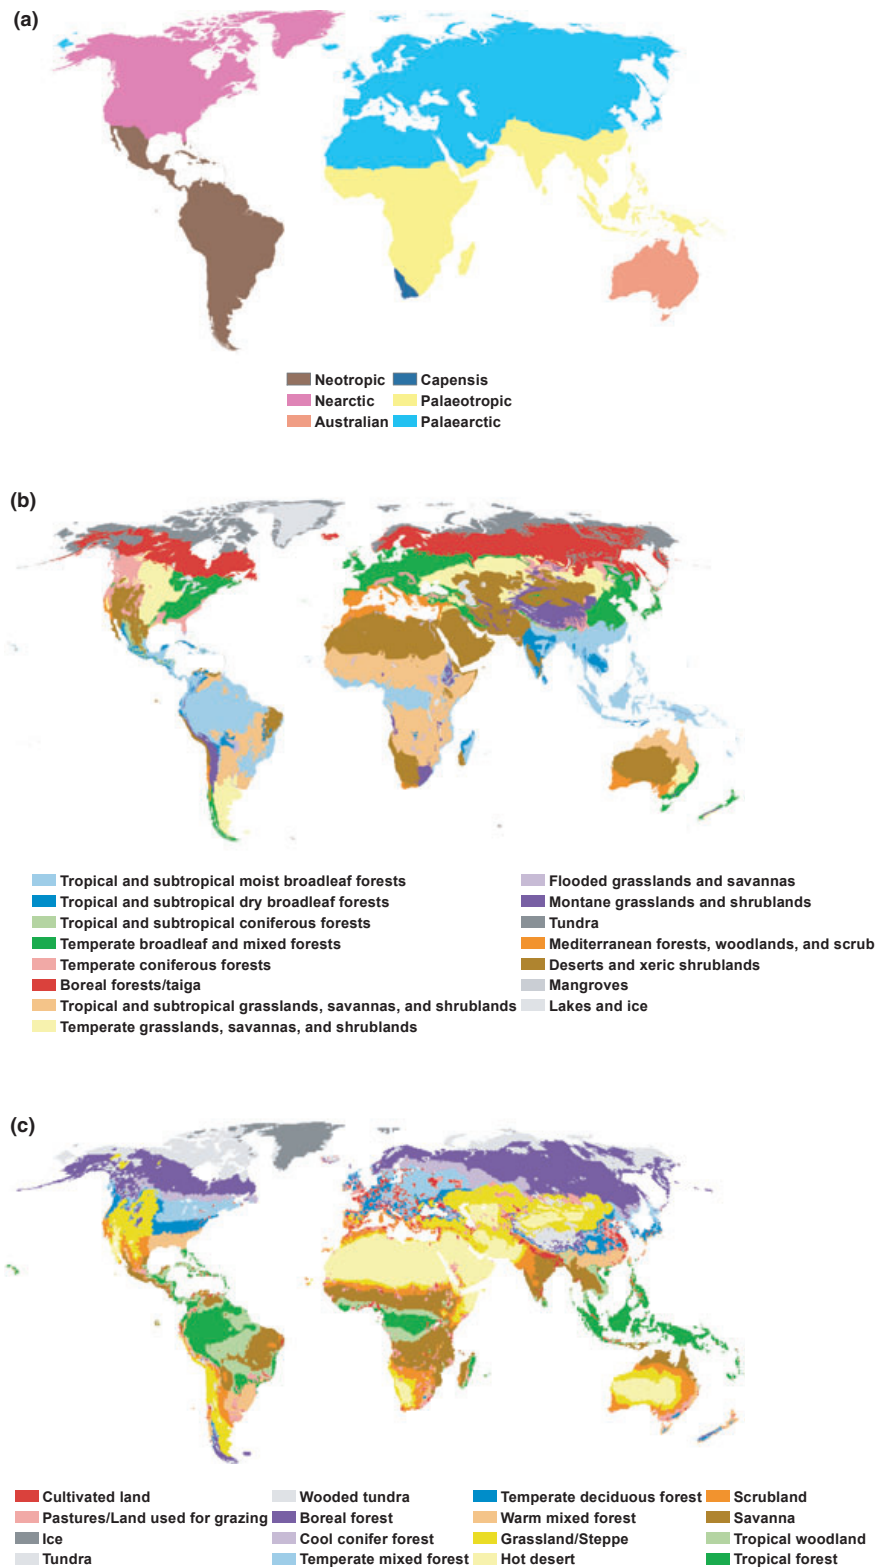 (a)
Neotropic Capensis
Nearctic Palaeotropic
Australian Palaearctic
(b)
Tropical and subtropical moist broadleaf forests Flooded grasslands and savannas
Tropical and subtropical dry broadleaf forests Montane grasslands and shrublands
Tropical and subtropical coniferous forests Tundra
Temperate broadleaf and mixed forests Mediterranean forests, woodlands, and scrub
Temperate coniferous forests Deserts and xeric shrublands
Boreal forests/taiga Mangroves
Tropical and subtropical grasslands, savannas, and shrublands Lakes and ice
Temperate grasslands, savannas, and shrublands
(c)
Cultivated land Wooded tundra Temperate deciduous forest Scrubland
Pastures/Land used for grazing Boreal forest Warm mixed forest Savanna
Ice Cool conifer forest Grassland/Steppe Tropical woodland
Tundra Temperate mixed forest Hot desert Tropical forest